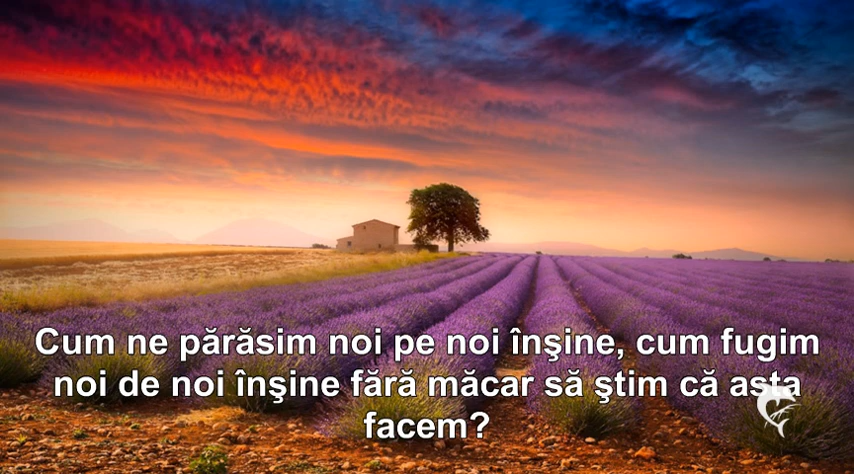 Cum ne părăsim noi pe noi înşine, cum fugim
noi de noi înşine fără măcar să ştim că asta
facem?